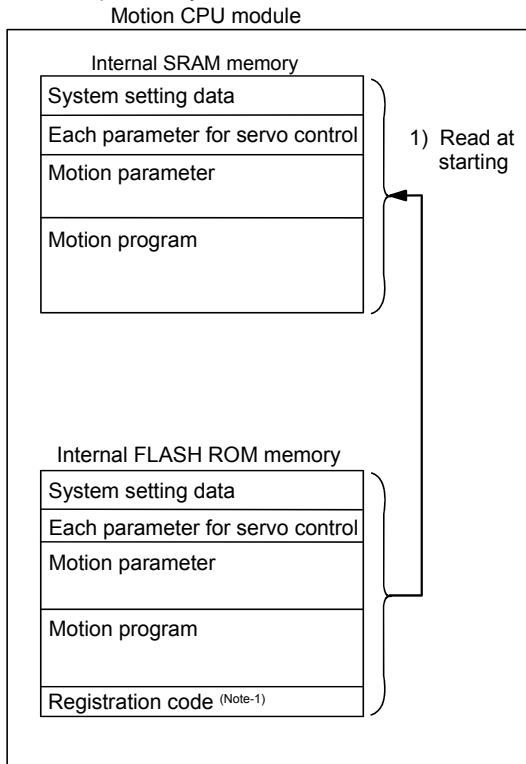 Motion CPU module
Internal SRAM memory
System setting data
Each parameter for servo control
Motion parameter
Motion program
1) Read at
starting
Internal FLASH ROM memory
System setting data
Each parameter for servo control
Motion parameter
Motion program
Registration code (Note-1)